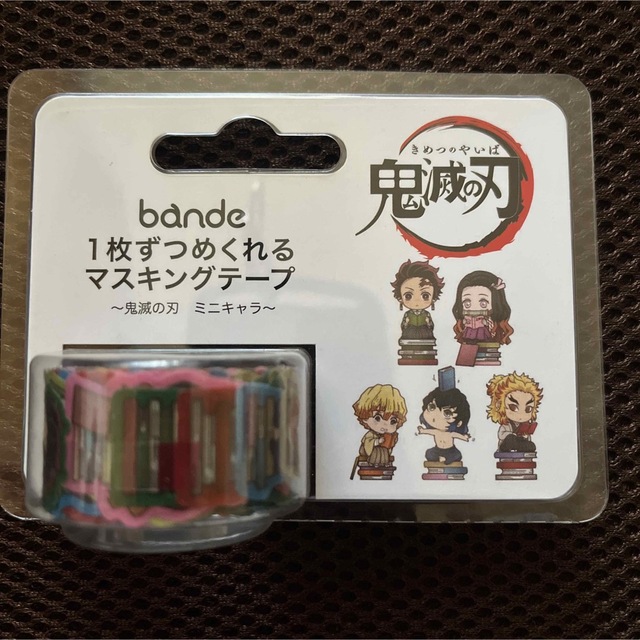 bande
1枚ずつめくれる
マスキングテープ
～鬼滅の刃 ミニキャラ～
きめつのやいば
鬼滅の刃